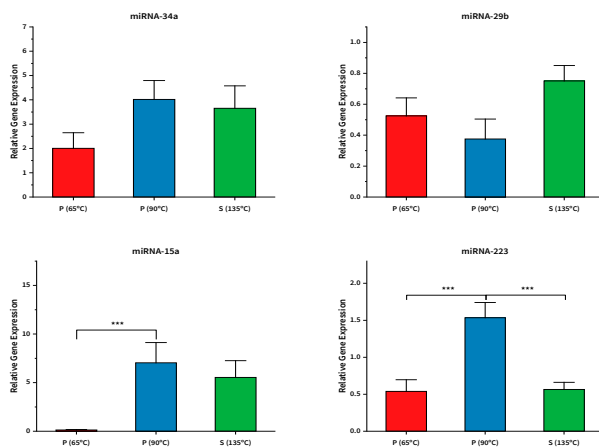 miRNA-34a
Relative Gene Expression
7
6
5
4
3
2
1
0
P (65°C)
P (90°C)
S (135°C)
miRNA-29b
Relative Gene Expression
1.0
0.8
0.6
0.4
0.2
0.0
P (65°C)
P (90°C)
S (135°C)
miRNA-15a
Relative Gene Expression
15
10
5
0
***
P (65°C)
P (90°C)
S (135°C)
miRNA-223
Relative Gene Expression
2.0
1.5
1.0
0.5
0.0
*** ***
P (65°C)
P (90°C)
S (135°C)